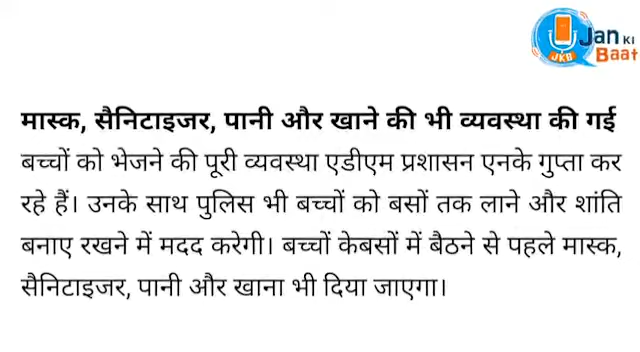 Jan Ki
Baat
JKB
मास्क, सैनिटाइजर, पानी और खाने की भी व्यवस्था की गई
बच्चों को भेजने की पूरी व्यवस्था एडीएम प्रशासन एनके गुप्ता कर
रहे हैं। उनके साथ पुलिस भी बच्चों को बसों तक लाने और शांति
बनाए रखने में मदद करेगी। बच्चों केबसों में बैठने से पहले मास्क,
सैनिटाइजर, पानी और खाना भी दिया जाएगा।